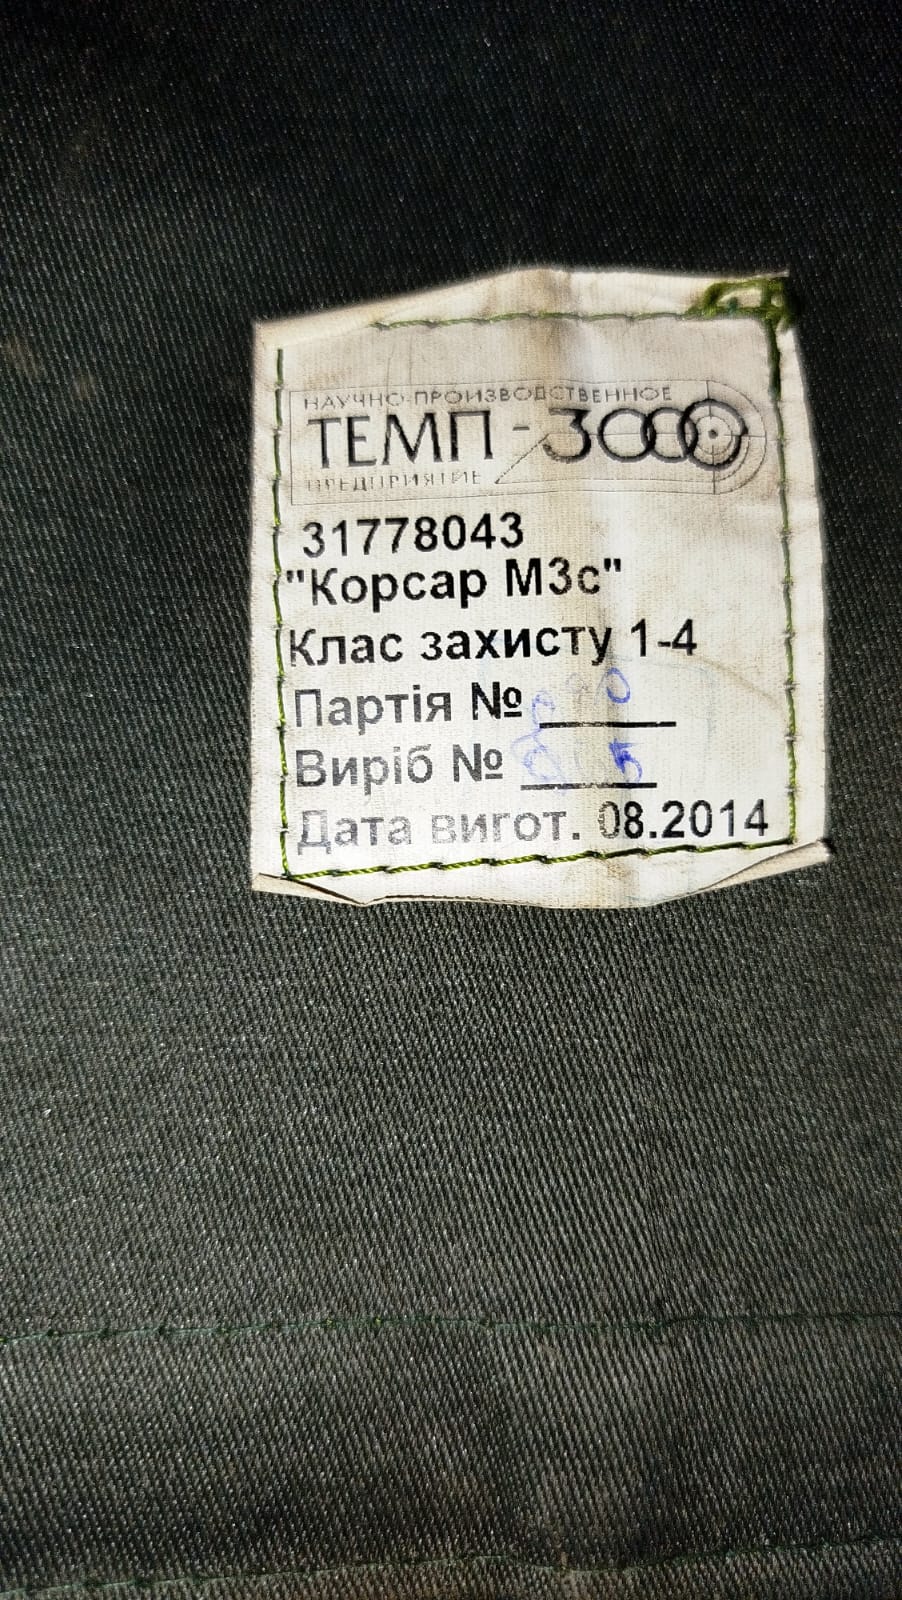 НАУЧНО-ПРОИЗВОДСТВЕННОЕ
ТЕМП-3000
ПРЕДПРИЯТИЕ
31778043
"Корсар М3с"
Клас захисту 1-4
Партія №
Виріб №
Дата вигот. 08.2014